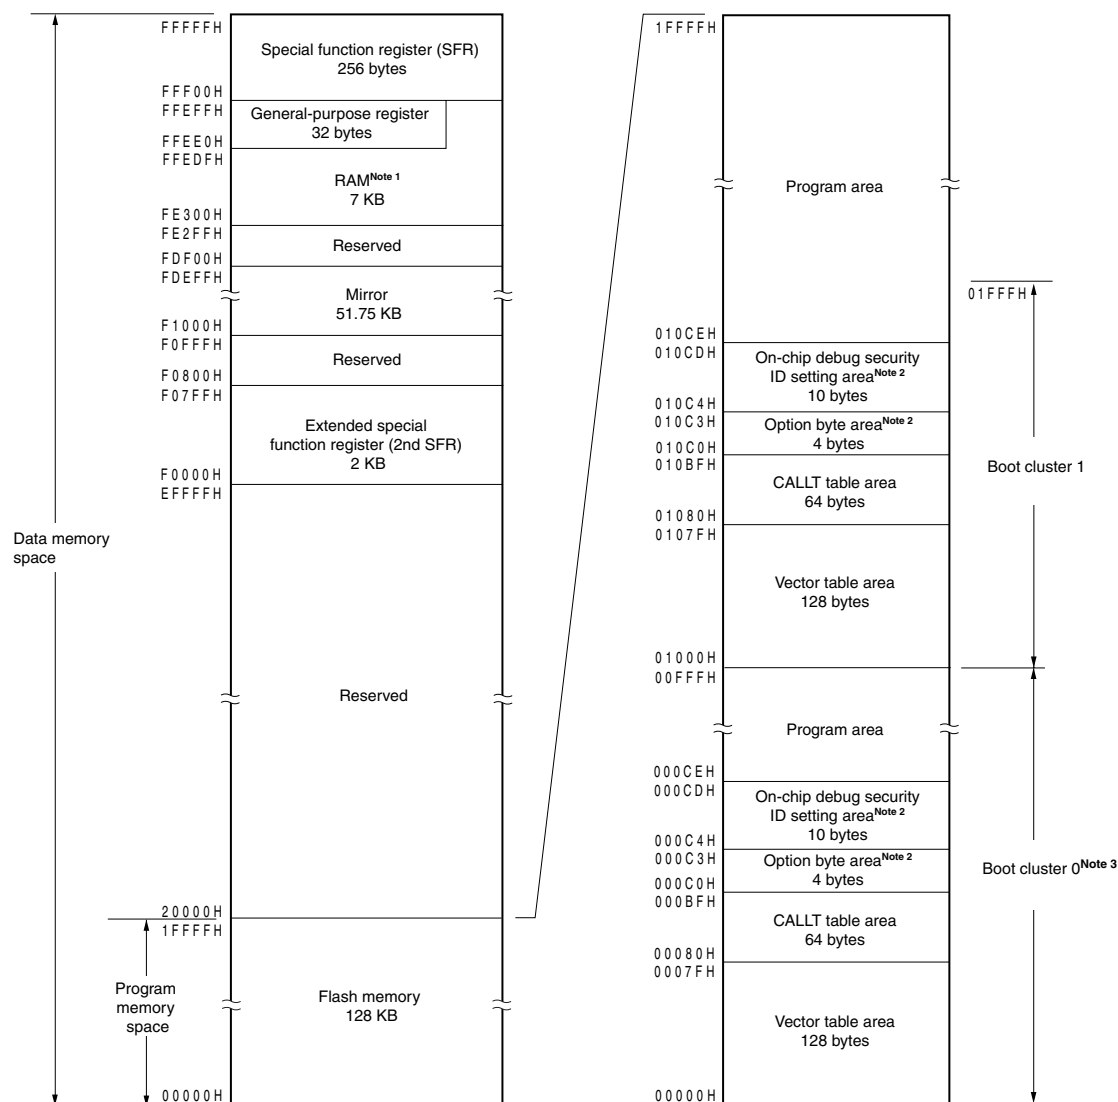 FFFFFH
Special function register (SFR)
256 bytes
FFF00H
FFEFFH
General-purpose register
32 bytes
FFEE0H
FFEDFH
RAMNote 1
7 KB
FE300H
FE2FFH
Reserved
FDF00H
FDEFFH
Mirror
51.75 KB
F1000H
F0FFFH
Reserved
F0800H
F07FFH
Extended special
function register (2nd SFR)
2 KB
F0000H
EFFFFH
Data memory
space
Reserved
20000H
1FFFFH
Program
memory
space
Flash memory
128 KB
00000H
1FFFFH
Program area
01FFFH
010CEH
010CDH
On-chip debug security
ID setting areaNote 2
10 bytes
010C4H
010C3H
Option byte areaNote 2
4 bytes
010C0H
010BFH
Boot cluster 1
CALLT table area
64 bytes
01080H
0107FH
Vector table area
128 bytes
01000H
00FFFH
Program area
000CEH
000CDH
On-chip debug security
ID setting areaNote 2
10 bytes
000C4H
000C3H
Option byte areaNote 2
4 bytes
Boot cluster 0Note 3
000C0H
000BFH
CALLT table area
64 bytes
00080H
0007FH
Vector table area
128 bytes
00000H